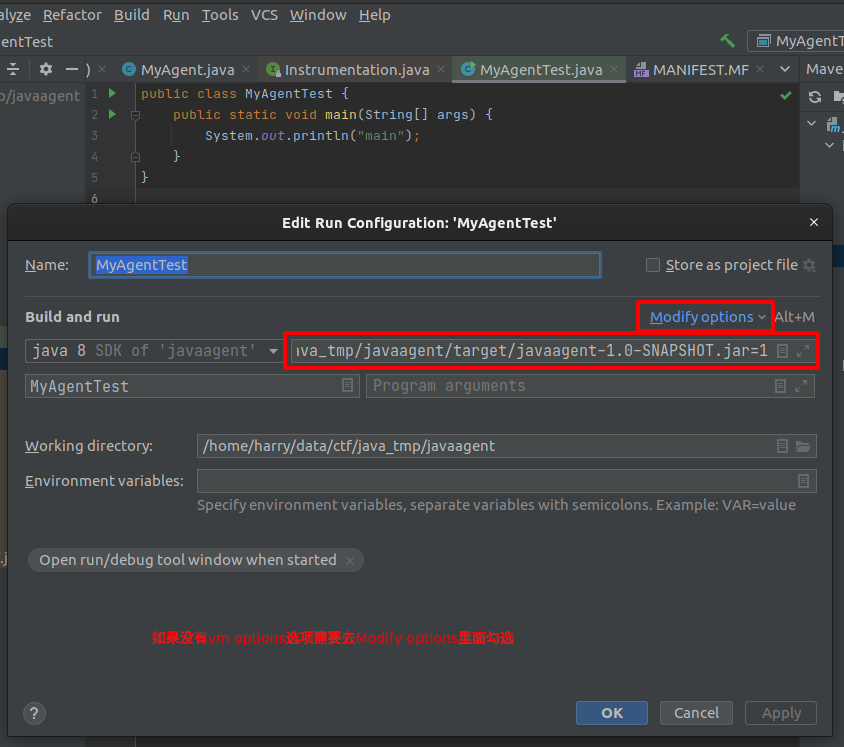 alyze Refactor Build Run Tools VCS Window Help
entTest
MyAgentT
) MyAgent.java Instrumentation.java MyAgentTest.java MANIFEST.MF Mave
o/javaagent
1 public class MyAgentTest {
2 public static void main(String[] args) {
3 System.out.println("main");
4 }
5 }
6
Edit Run Configuration: 'MyAgentTest'
Name: MyAgentTest Store as project file
Build and run Modify options Alt+M
java 8 SDK of 'javaagent' ava_tmp/javaagent/target/javaagent-1.0-SNAPSHOT.jar=1
MyAgentTest Program arguments
Working directory: /home/harry/data/ctf/java_tmp/javaagent
Environment variables:
Specify environment variables, separate variables with semicolons. Example: VAR=value
Open run/debug tool window when started
如果没有vm options选项需要去Modify options里面勾选
? OK Cancel Apply